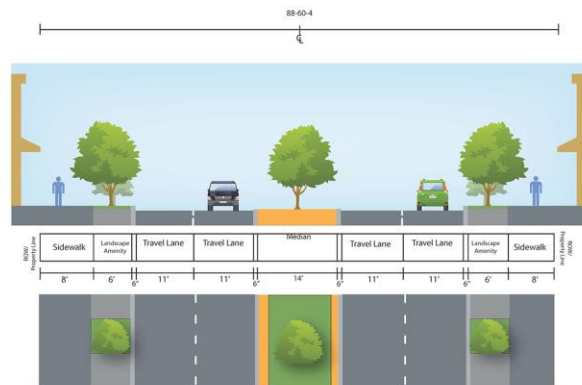 88-60-4
℄
ROW/
Property Line
Sidewalk
Landscape
Amenity
Travel Lane
Travel Lane
Median
Travel Lane
Travel Lane
Landscape
Amenity
Sidewalk
ROW/
Property Line
8'
6'
6"
11'
11'
6"
14'
6"
11'
11'
6"
6'
8'